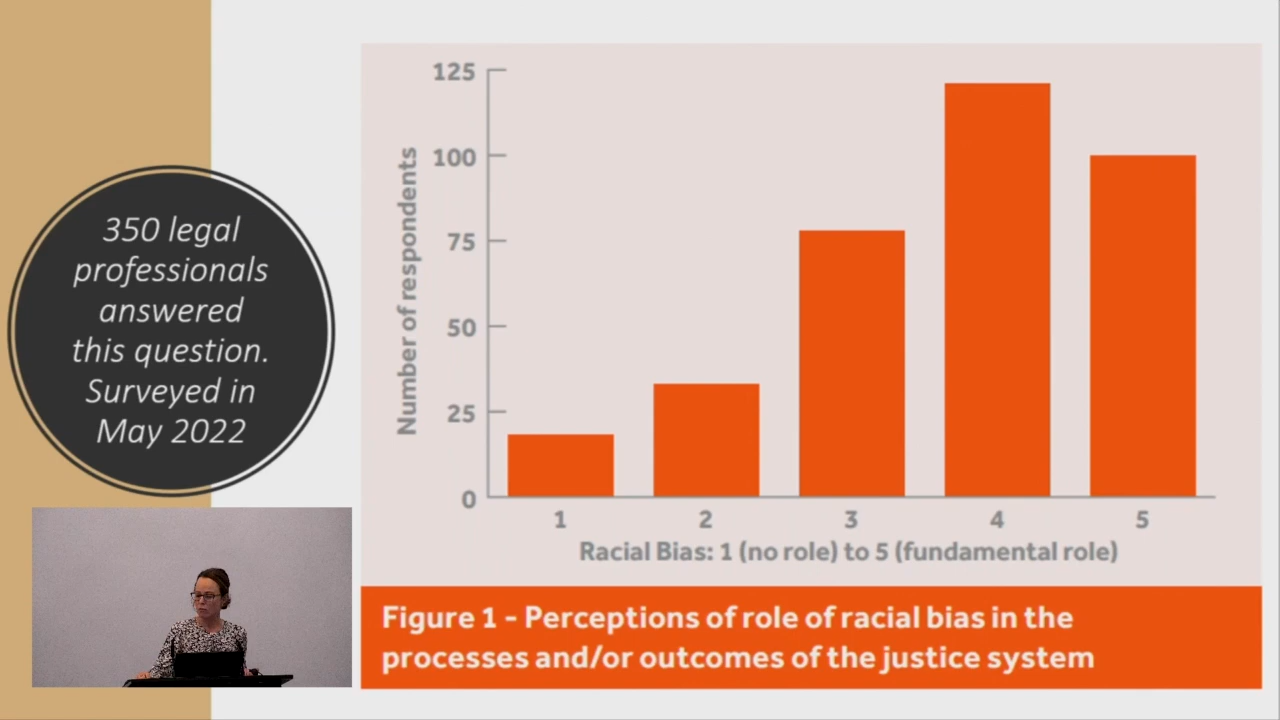 350 legal
professionals
answered
this question.
Surveyed in
May 2022
125
100
75
50
25
0
Number of respondents
1 2 3 4 5
Racial Bias: 1 (no role) to 5 (fundamental role)
Figure 1 - Perceptions of role of racial bias in the
processes and/or outcomes of the justice system